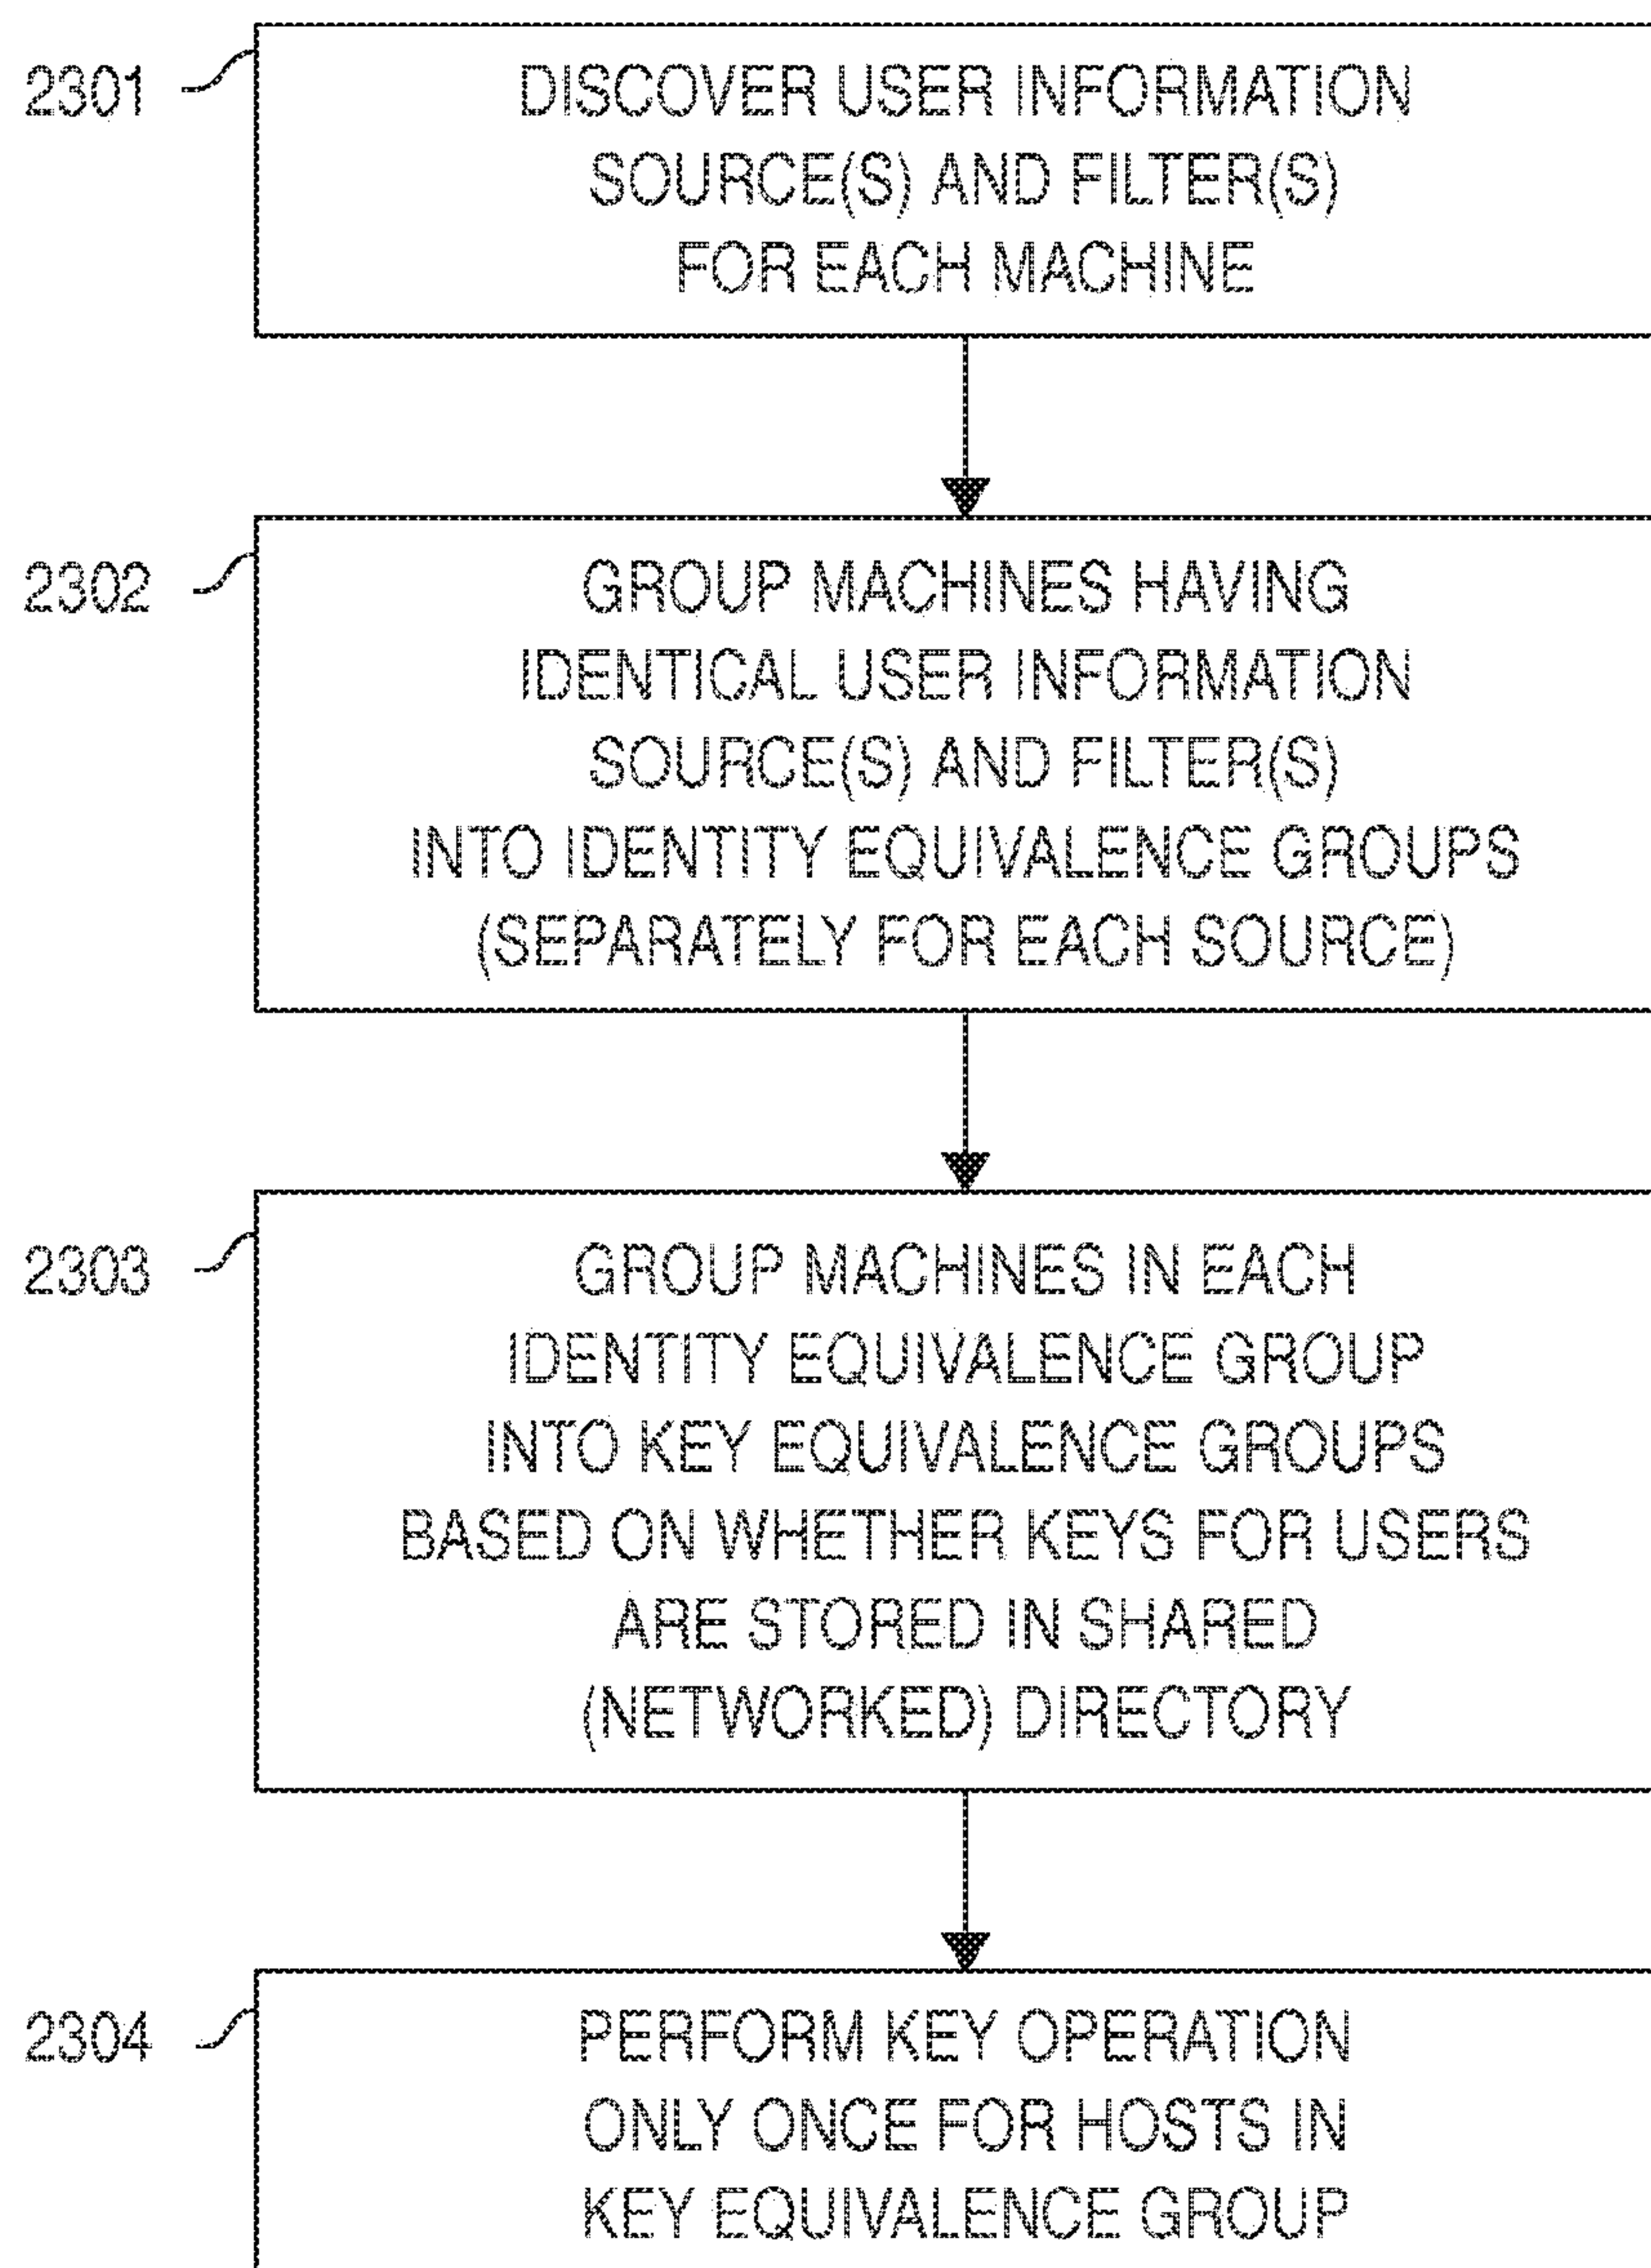 2301
DISCOVER USER INFORMATION
SOURCE(S) AND FILTER(S)
FOR EACH MACHINE
2302
GROUP MACHINES HAVING
IDENTICAL USER INFORMATION
SOURCE(S) AND FILTER(S)
INTO IDENTITY EQUIVALENCE GROUPS
(SEPARATELY FOR EACH SOURCE)
2303
GROUP MACHINES IN EACH
IDENTITY EQUIVALENCE GROUP
INTO KEY EQUIVALENCE GROUPS
BASED ON WHETHER KEYS FOR USERS
ARE STORED IN SHARED
(NETWORKED) DIRECTORY
2304
PERFORM KEY OPERATION
ONLY ONCE FOR HOSTS IN
KEY EQUIVALENCE GROUP